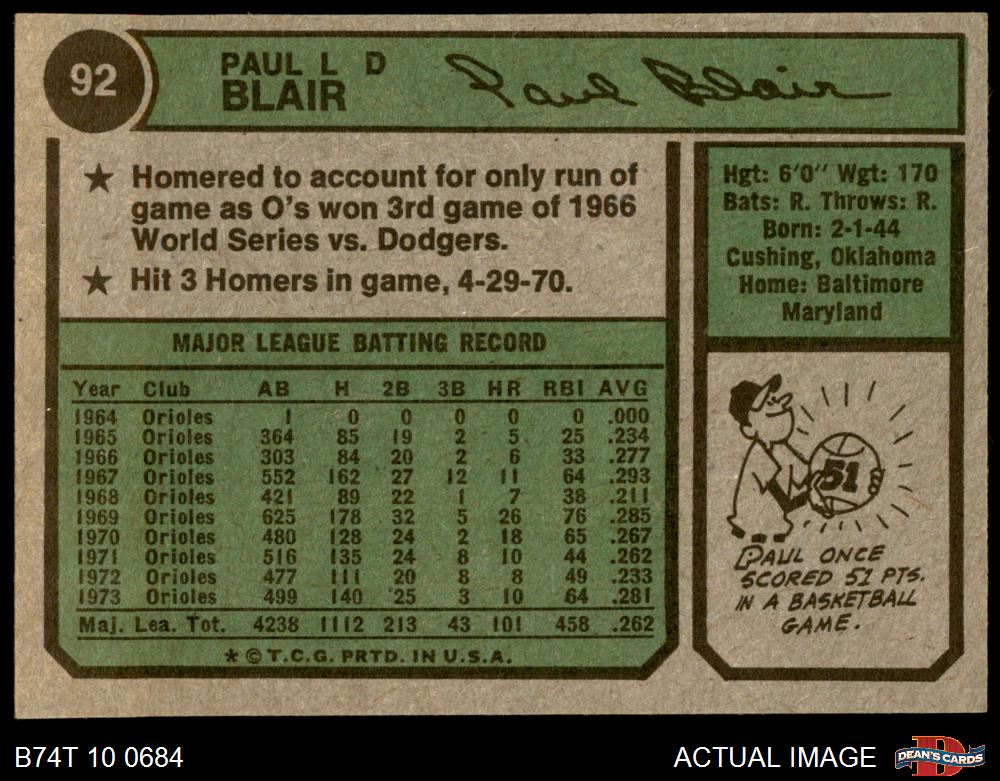 92
PAUL L D
BLAIR
Paul Blair
★ Homered to account for only run of
game as O's won 3rd game of 1966
World Series vs. Dodgers.
★ Hit 3 Homers in game, 4-29-70.
Hgt: 6'0" Wgt: 170
Bats: R. Throws: R.
Born: 2-1-44
Cushing, Oklahoma
Home: Baltimore
Maryland
MAJOR LEAGUE BATTING RECORD
Year Club AB H 2B 3B HR RBI AVG
1964 Orioles 1 0 0 0 0 0 .000
1965 Orioles 364 85 19 2 5 25 .234
1966 Orioles 303 84 20 2 6 33 .277
1967 Orioles 552 162 27 12 11 64 .293
1968 Orioles 421 89 22 1 7 38 .211
1969 Orioles 625 178 32 5 26 76 .285
1970 Orioles 480 128 24 2 18 65 .267
1971 Orioles 516 135 24 8 10 44 .262
1972 Orioles 477 111 20 8 8 49 .233
1973 Orioles 499 140 25 3 10 64 .281
Maj. Lea. Tot. 4238 1112 213 43 101 458 .262
★ © T.C.G. PRTD. IN U.S.A.
51
PAUL ONCE
SCORED 51 PTS.
IN A BASKETBALL
GAME.
B74T 10 0684
ACTUAL IMAGE
D
DEAN'S CARDS